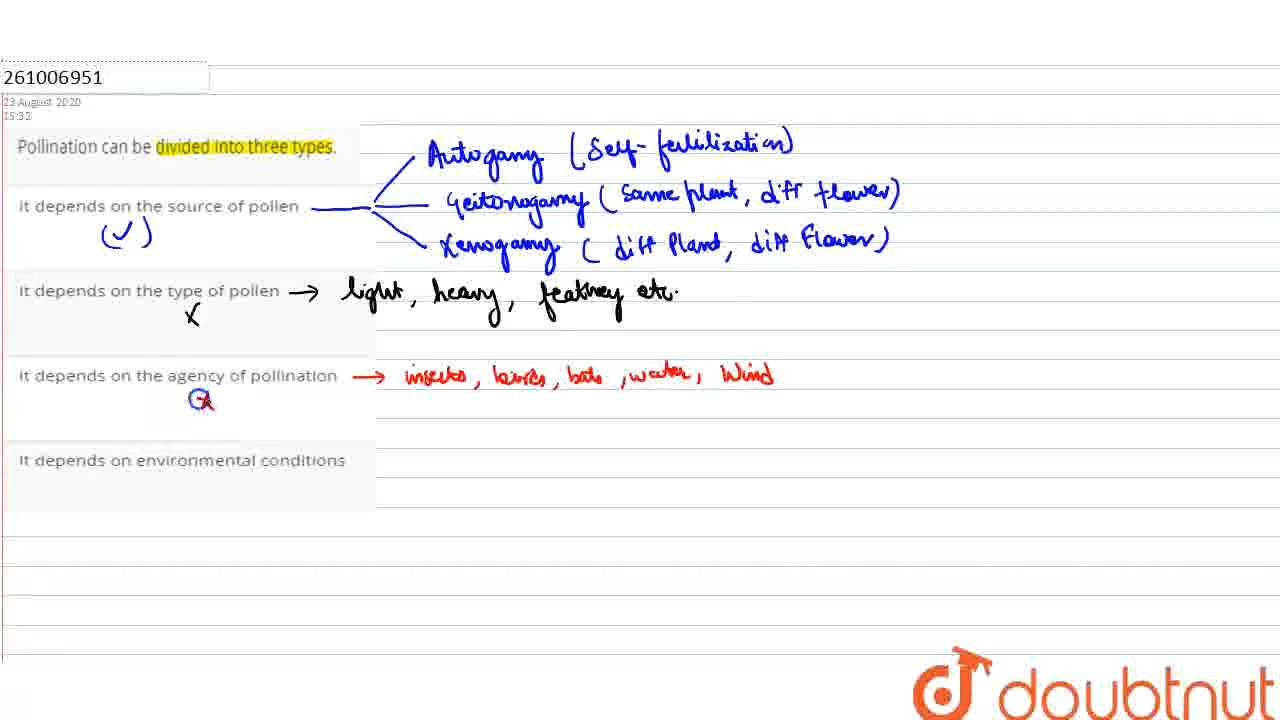 261006951
23 August 2020
15:32
Pollination can be divided into three types.
Autogamy (Self-fertilization)
It depends on the source of pollen
Geitonogamy (Same plant, diff flower)
(✓)
Xenogamy (diff Plant, diff Flower)
It depends on the type of pollen → light, heavy, feathey etc.
X
It depends on the agency of pollination → insects, birds, bats, water, Wind
x
It depends on environmental conditions
doubtnut